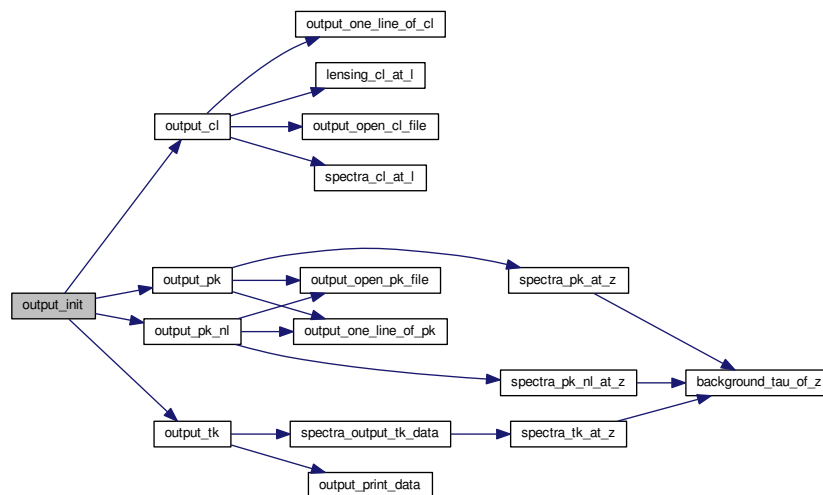 output_one_line_of_cl
lensing_cl_at_l
output_cl
output_open_cl_file
spectra_cl_at_l
output_pk
output_open_pk_file
spectra_pk_at_z
output_init
output_pk_nl
output_one_line_of_pk
spectra_pk_nl_at_z
background_tau_of_z
output_tk
spectra_output_tk_data
spectra_tk_at_z
output_print_data